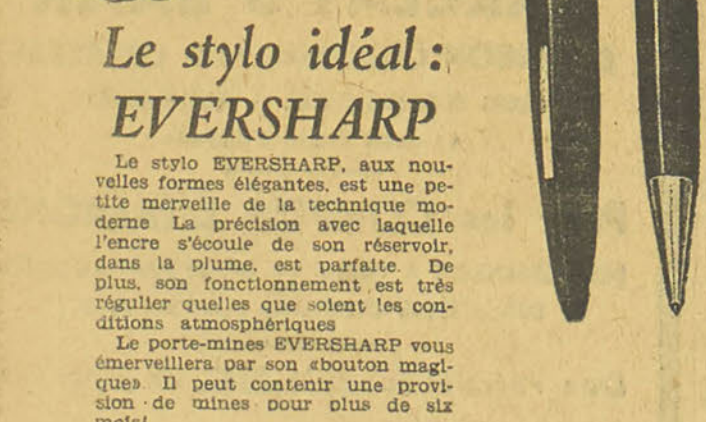 Le stylo idéal :
EVERSHARP
Le stylo EVERSHARP, aux nou-
velles formes élégantes, est une pe-
tite merveille de la technique mo-
derne La précision avec laquelle
l'encre s'écoule de son réservoir,
dans la plume, est parfaite. De
plus, son fonctionnement est très
régulier quelles que soient les con-
ditions atmosphériques
Le porte-mines EVERSHARP vous
émerveillera par son «bouton magi-
que» Il peut contenir une provi-
sion de mines pour plus de six